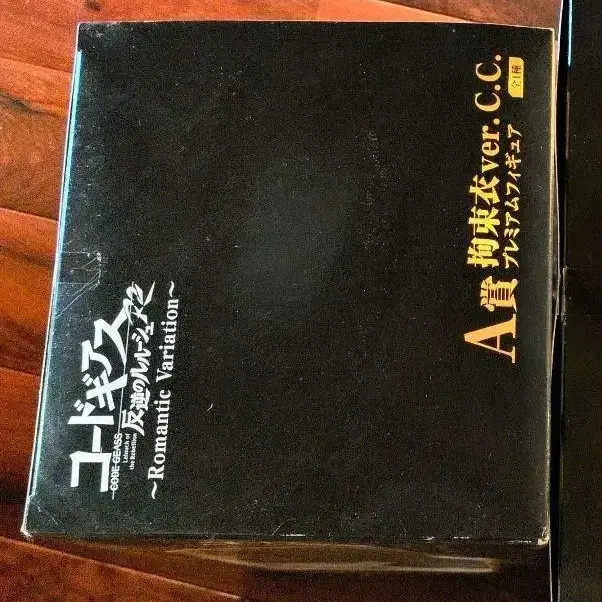 コードギアス
CODE GEASS
Lelouch of
the Rebellion
反逆のルルーシュR2
~Romantic Variation~
A賞 拘束衣ver. C.C.
プレミアムフィギュア
全1種